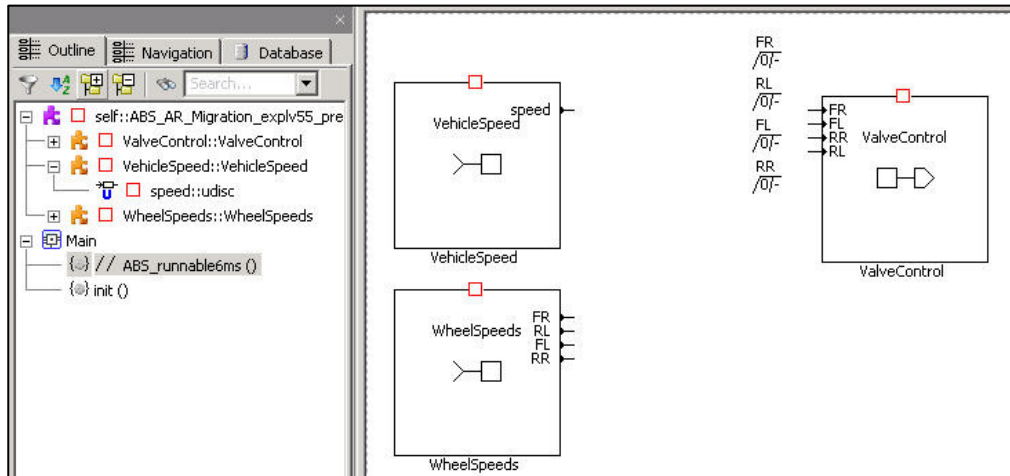 Outline
Navigation
Database
Search...
self::ABS_AR_Migration_explv55_pre
ValveControl::ValveControl
VehicleSpeed::VehicleSpeed
speed::udisc
WheelSpeeds::WheelSpeeds
Main
// ABS_runnable6ms ()
init ()
speed
VehicleSpeed
VehicleSpeed
FR
RL
FL
RR
WheelSpeeds
WheelSpeeds
FR
/0/-
RL
/0/-
FL
/0/-
RR
/0/-
FR
FL
RR
RL
ValveControl
ValveControl